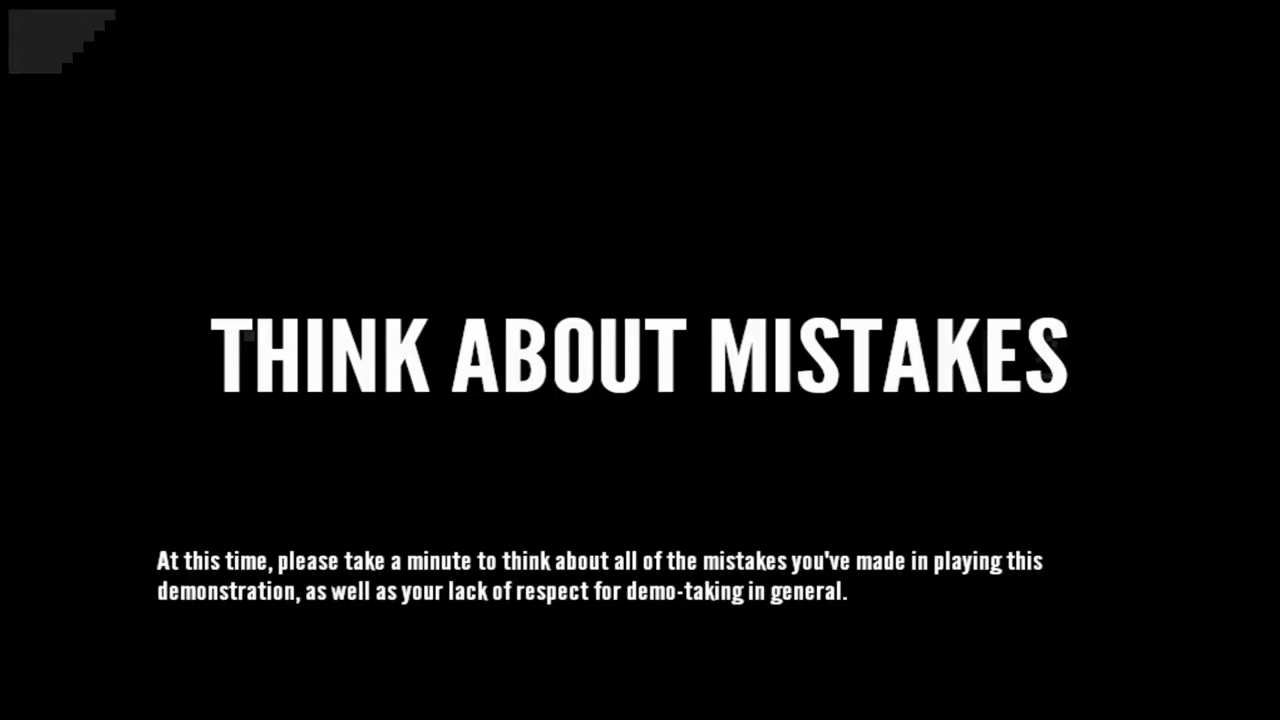 THINK ABOUT MISTAKES
At this time, please take a minute to think about all of the mistakes you've made in playing this
demonstration, as well as your lack of respect for demo-taking in general.